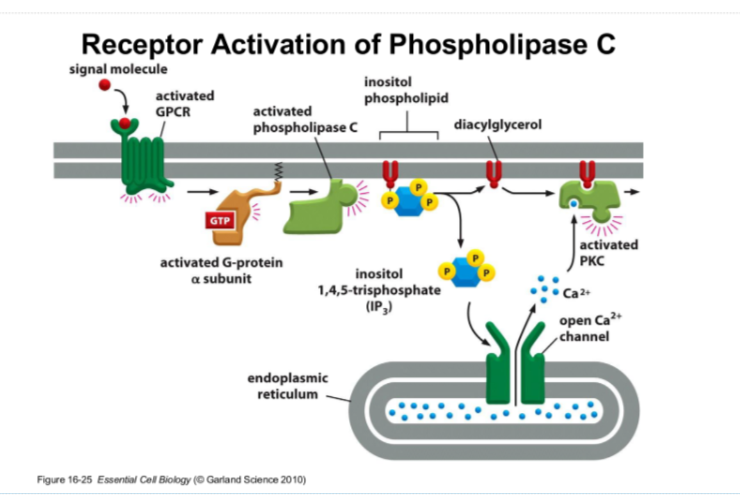 Receptor Activation of Phospholipase C
signal molecule
activated
GPCR
activated
phospholipase C
inositol
phospholipid
diacylglycerol
P
P
P
GTP
activated G-protein
α subunit
inositol
1,4,5-trisphosphate
(IP₃)
P
P
P
activated
PKC
Ca²⁺
open Ca²⁺
channel
endoplasmic
reticulum
Figure 16-25 Essential Cell Biology (© Garland Science 2010)